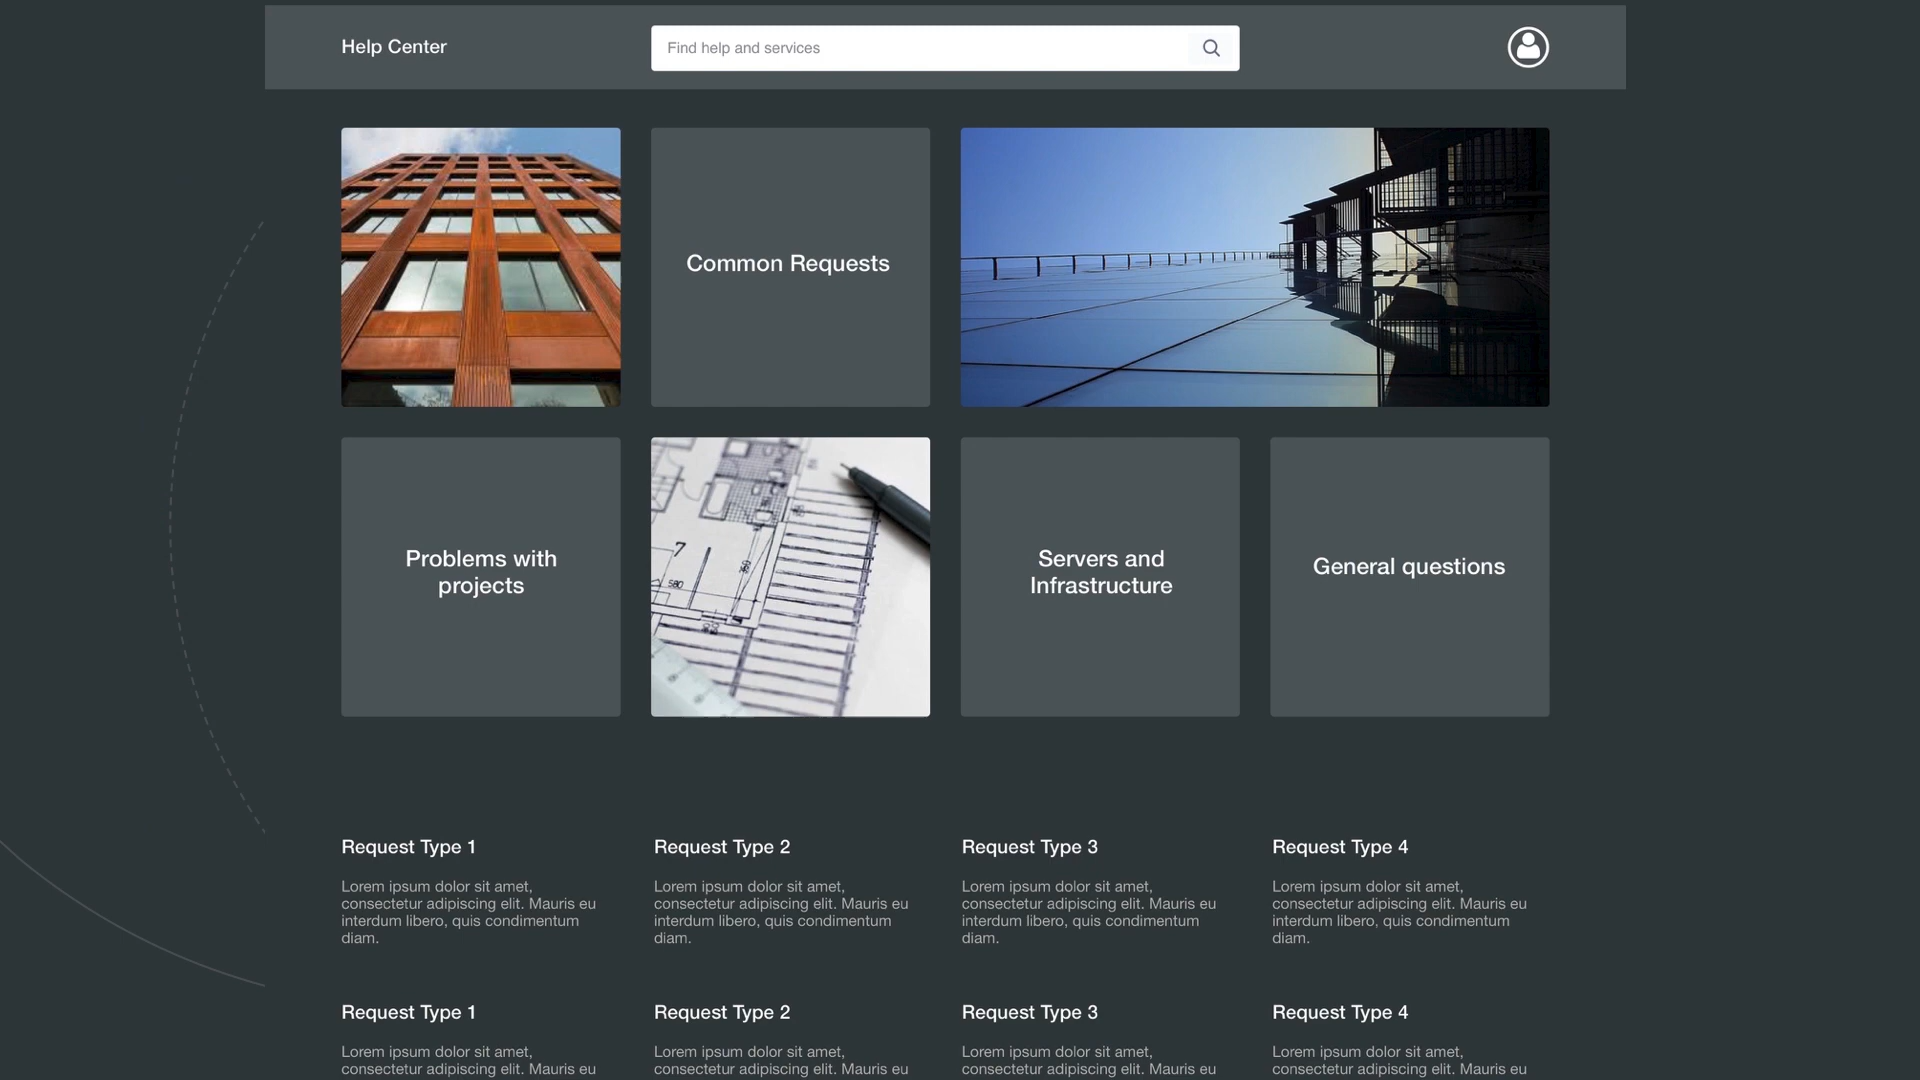 Help Center
Find help and services
Common Requests
Problems with
projects
7
580
Servers and
Infrastructure
General questions
Request Type 1
Lorem ipsum dolor sit amet,
consectetur adipiscing elit. Mauris eu
interdum libero, quis condimentum
diam.
Request Type 2
Lorem ipsum dolor sit amet,
consectetur adipiscing elit. Mauris eu
interdum libero, quis condimentum
diam.
Request Type 3
Lorem ipsum dolor sit amet,
consectetur adipiscing elit. Mauris eu
interdum libero, quis condimentum
diam.
Request Type 4
Lorem ipsum dolor sit amet,
consectetur adipiscing elit. Mauris eu
interdum libero, quis condimentum
diam.
Request Type 1
Lorem ipsum dolor sit amet,
consectetur adipiscing elit. Mauris eu
Request Type 2
Lorem ipsum dolor sit amet,
consectetur adipiscing elit. Mauris eu
Request Type 3
Lorem ipsum dolor sit amet,
consectetur adipiscing elit. Mauris eu
Request Type 4
Lorem ipsum dolor sit amet,
consectetur adipiscing elit. Mauris eu